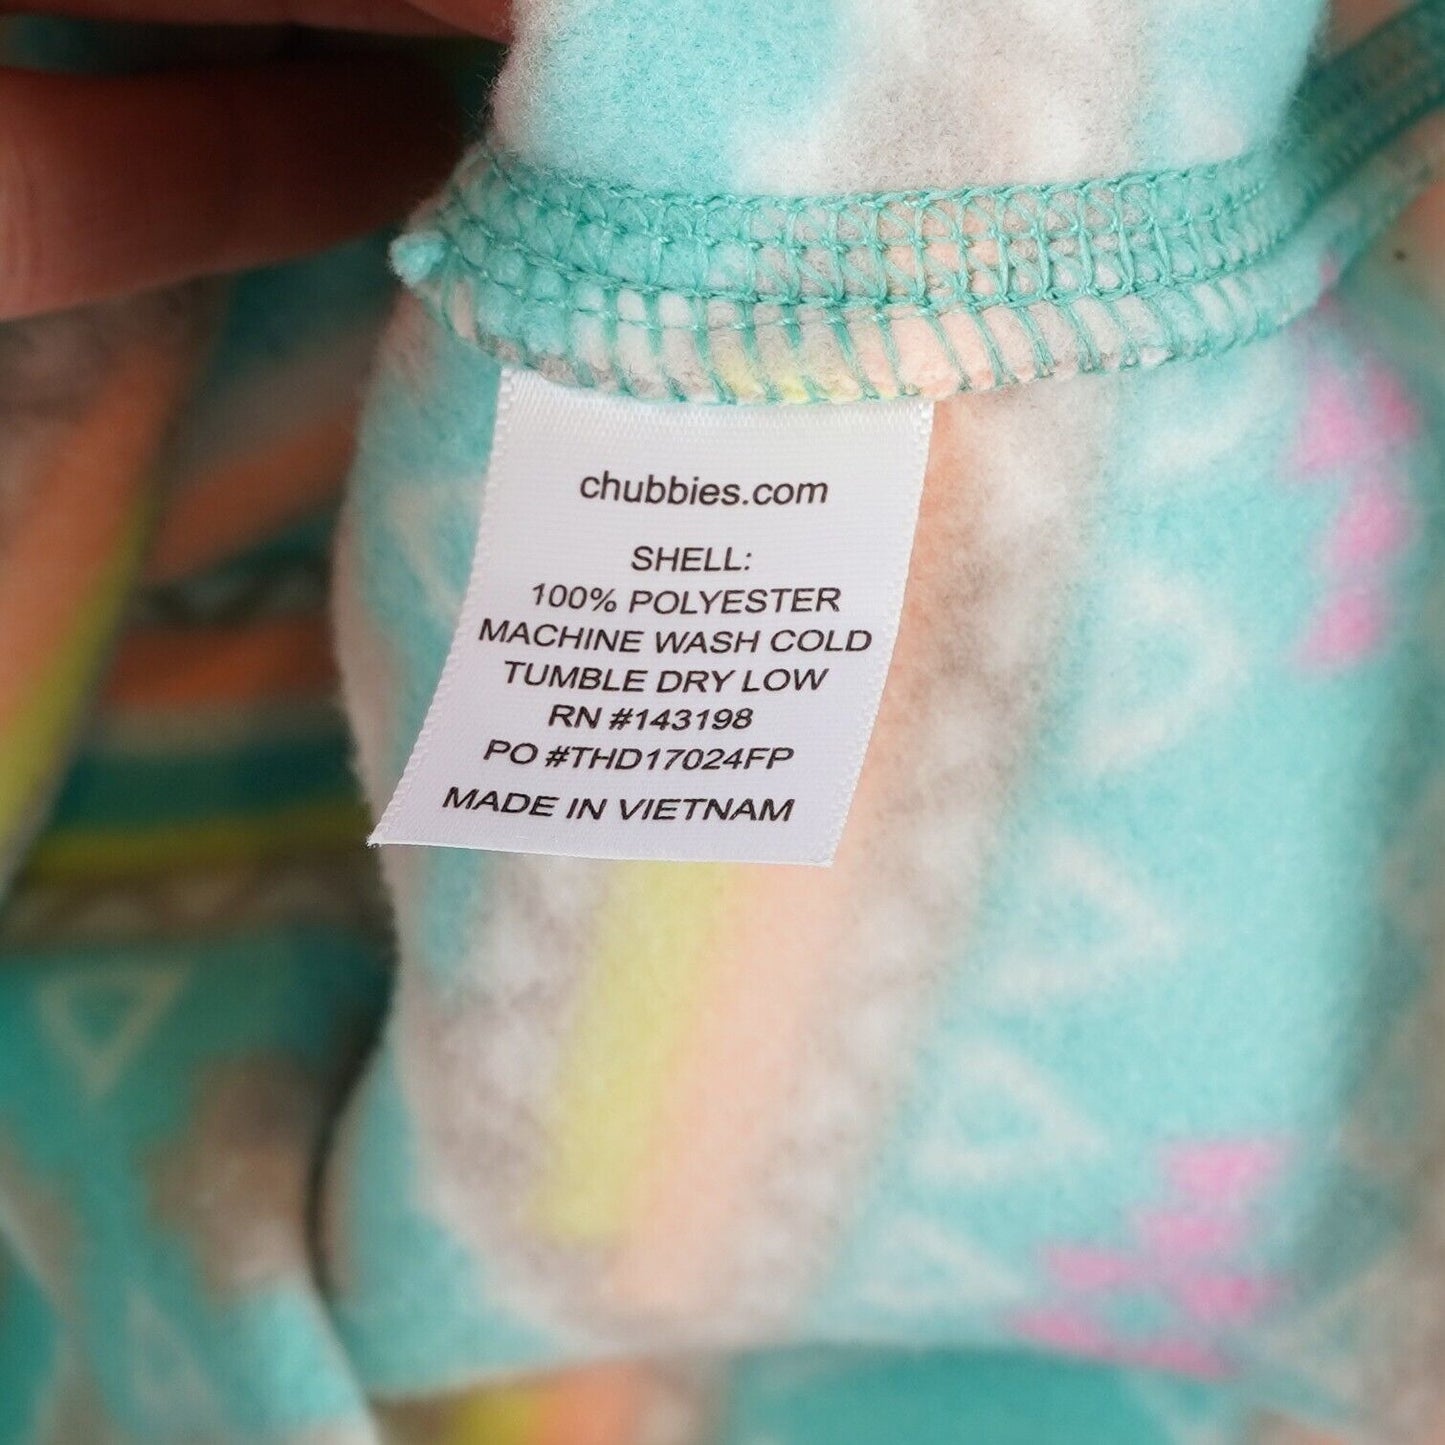 chubbies.com
SHELL:
100% POLYESTER
MACHINE WASH COLD
TUMBLE DRY LOW
RN #143198
PO #THD17024FP
MADE IN VIETNAM